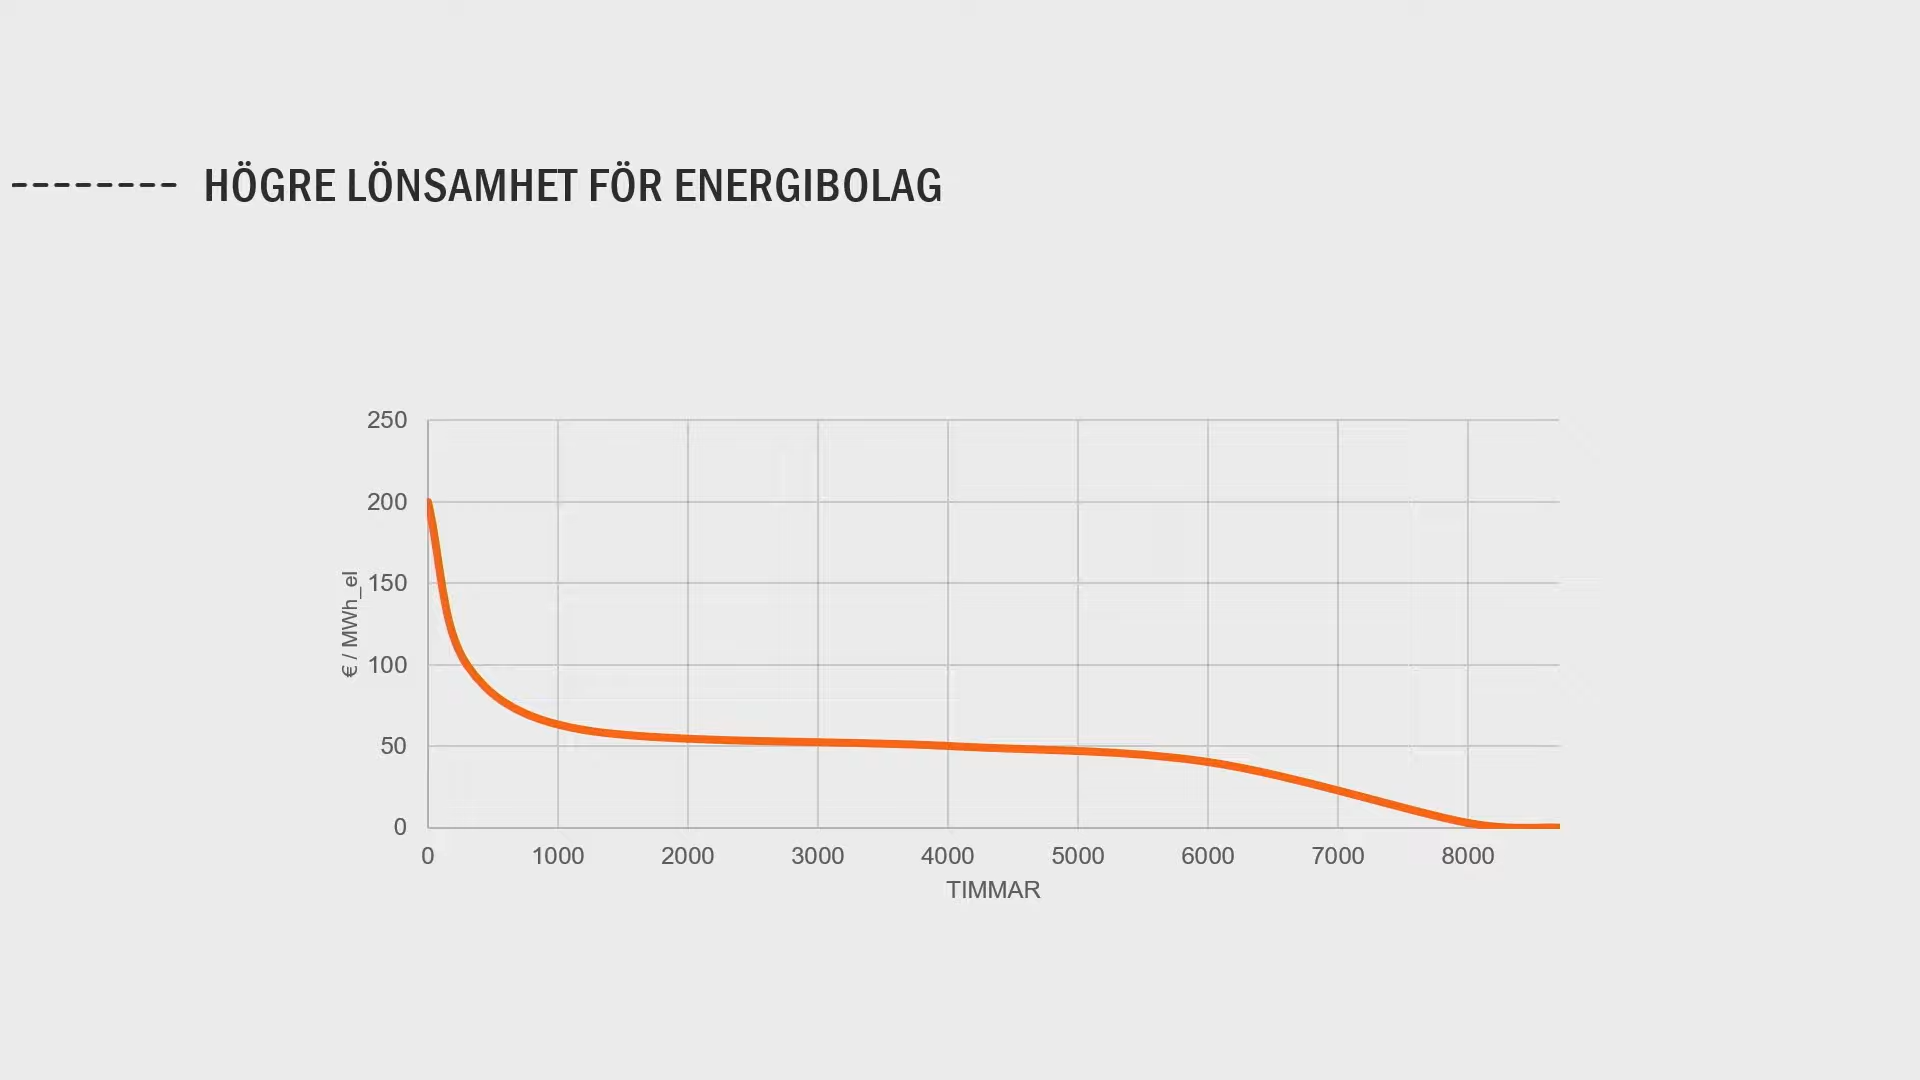 HÖGRE LÖNSAMHET FÖR ENERGIBOLAG
€ / MWh_el
250
200
150
100
50
0
0 1000 2000 3000 4000 5000 6000 7000 8000
TIMMAR